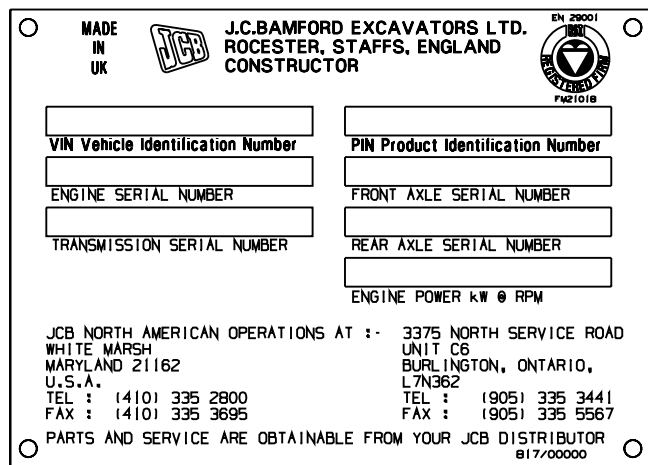 MADE
IN
UK
JCB
J.C.BAMFORD EXCAVATORS LTD.
ROCESTER, STAFFS, ENGLAND
CONSTRUCTOR
EN 29001
BSI
REGISTERED FIRM
FM21018
VIN Vehicle Identification Number
PIN Product Identification Number
ENGINE SERIAL NUMBER
FRONT AXLE SERIAL NUMBER
TRANSMISSION SERIAL NUMBER
REAR AXLE SERIAL NUMBER
ENGINE POWER kW @ RPM
JCB NORTH AMERICAN OPERATIONS AT :-
WHITE MARSH
MARYLAND 21162
U.S.A.
TEL : (410) 335 2800
FAX : (410) 335 3695
3375 NORTH SERVICE ROAD
UNIT C6
BURLINGTON, ONTARIO,
L7N362
TEL : (905) 335 3441
FAX : (905) 335 5567
PARTS AND SERVICE ARE OBTAINABLE FROM YOUR JCB DISTRIBUTOR
817/00000